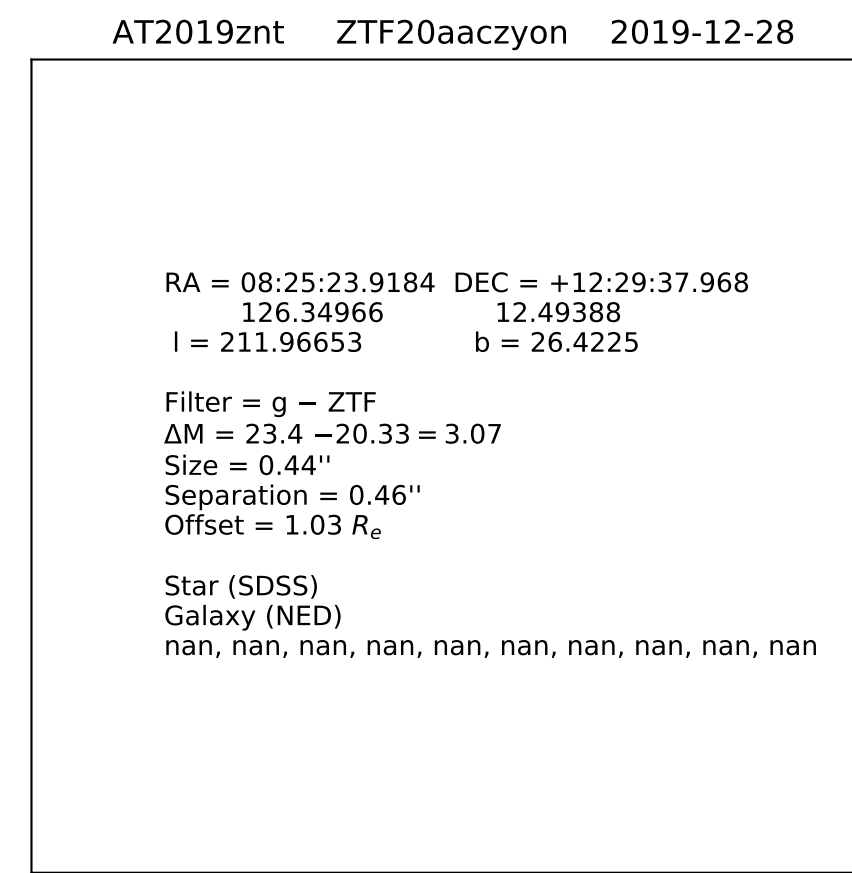 AT2019znt ZTF20aaczyon 2019-12-28
RA = 08:25:23.9184 DEC = +12:29:37.968
126.34966 12.49388
l = 211.96653 b = 26.4225
Filter = g − ZTF
ΔM = 23.4 −20.33 = 3.07
Size = 0.44''
Separation = 0.46''
Offset = 1.03 Re
Star (SDSS)
Galaxy (NED)
nan, nan, nan, nan, nan, nan, nan, nan, nan, nan